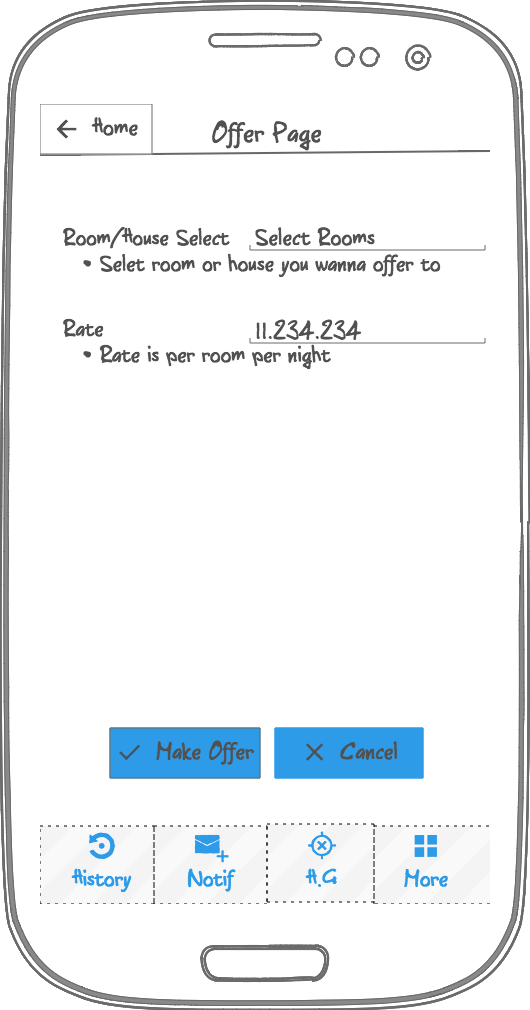 Home
Offer Page
Room/House Select Select Rooms
• Selet room or house you wanna offer to
Rate 11.234.234
• Rate is per room per night
Make Offer Cancel
History Notif H.G More